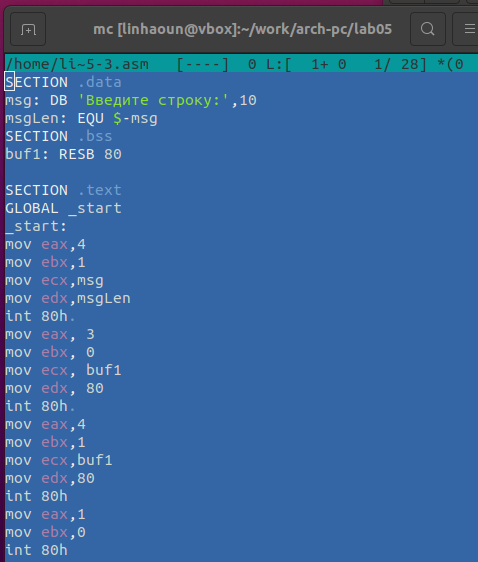 mc [linhaoun@vbox]:~/work/arch-pc/lab05
/home/li~5-3.asm   [----]  0 L:[  1+ 0   1/ 28] *(0
SECTION .data
msg: DB 'Введите строку:',10
msgLen: EQU $-msg
SECTION .bss
buf1: RESB 80

SECTION .text
GLOBAL _start
_start:
mov eax,4
mov ebx,1
mov ecx,msg
mov edx,msgLen
int 80h.
mov eax, 3
mov ebx, 0
mov ecx, buf1
mov edx, 80
int 80h.
mov eax,4
mov ebx,1
mov ecx,buf1
mov edx,80
int 80h
mov eax,1
mov ebx,0
int 80h